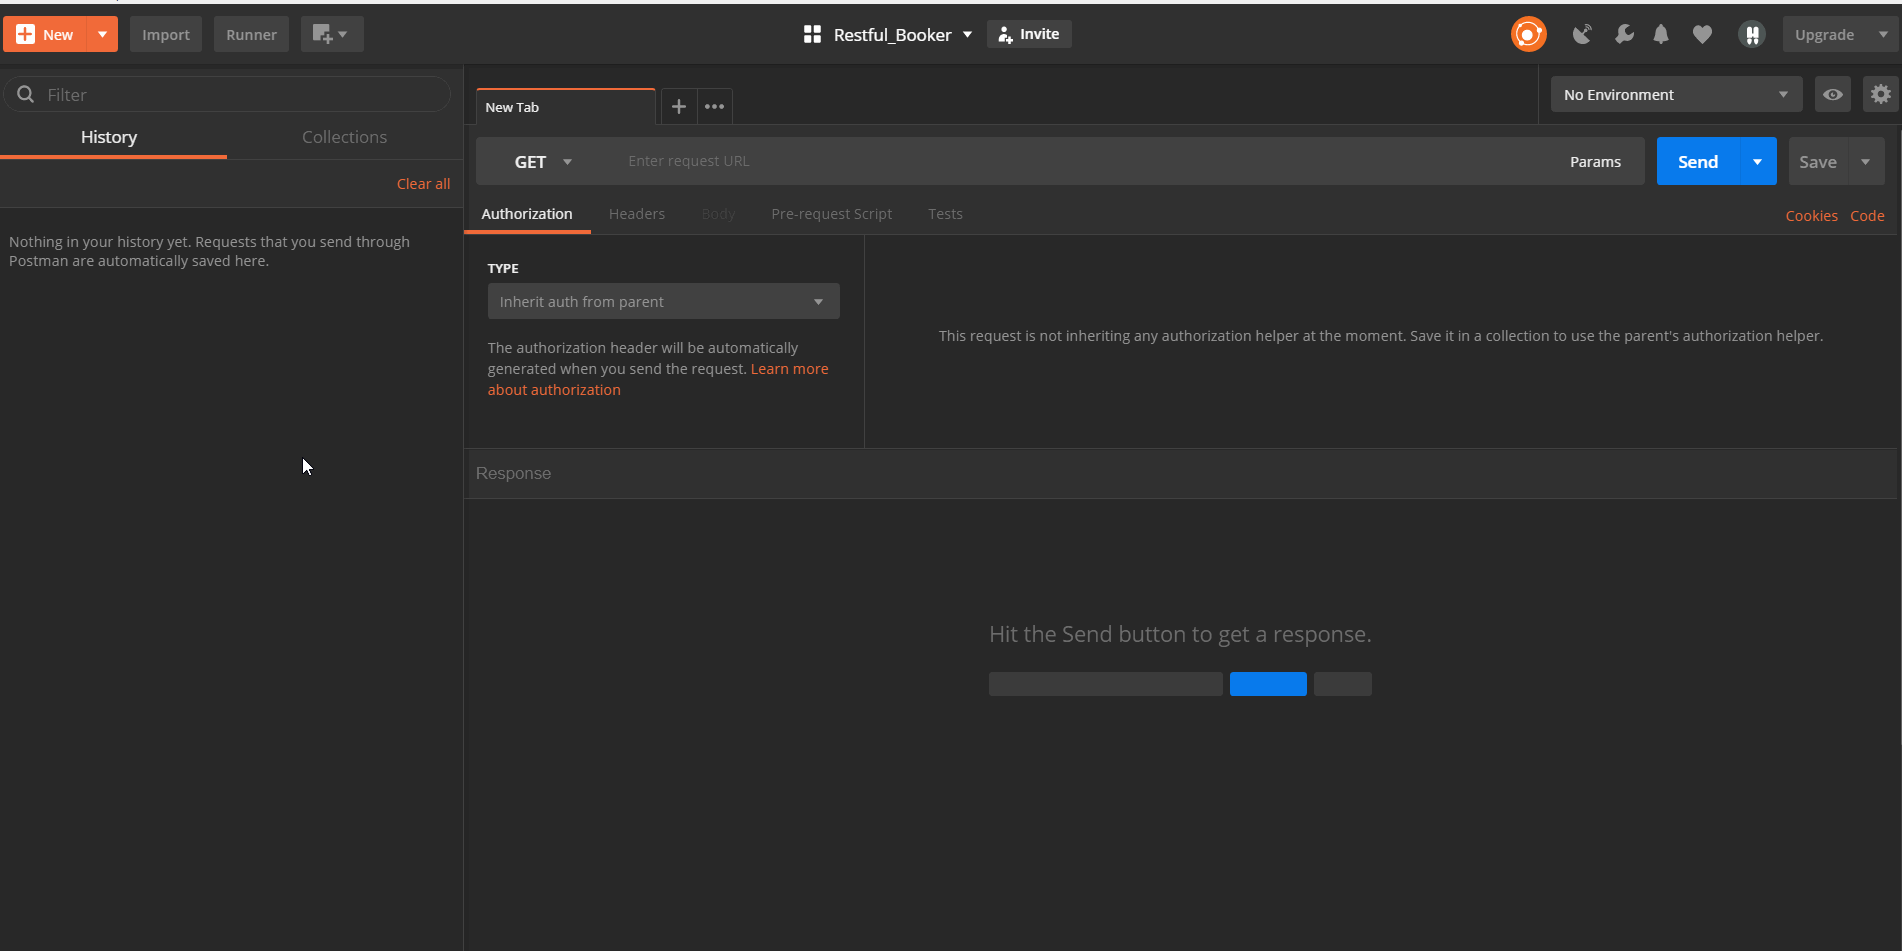 New
Import
Runner
Restful_Booker
Invite
Upgrade
Filter
History
Collections
Clear all
Nothing in your history yet. Requests that you send through
Postman are automatically saved here.
New Tab
No Environment
GET
Enter request URL
Params
Send
Save
Authorization
Headers
Body
Pre-request Script
Tests
Cookies
Code
TYPE
Inherit auth from parent
The authorization header will be automatically
generated when you send the request. Learn more
about authorization
This request is not inheriting any authorization helper at the moment. Save it in a collection to use the parent's authorization helper.
Response
Hit the Send button to get a response.